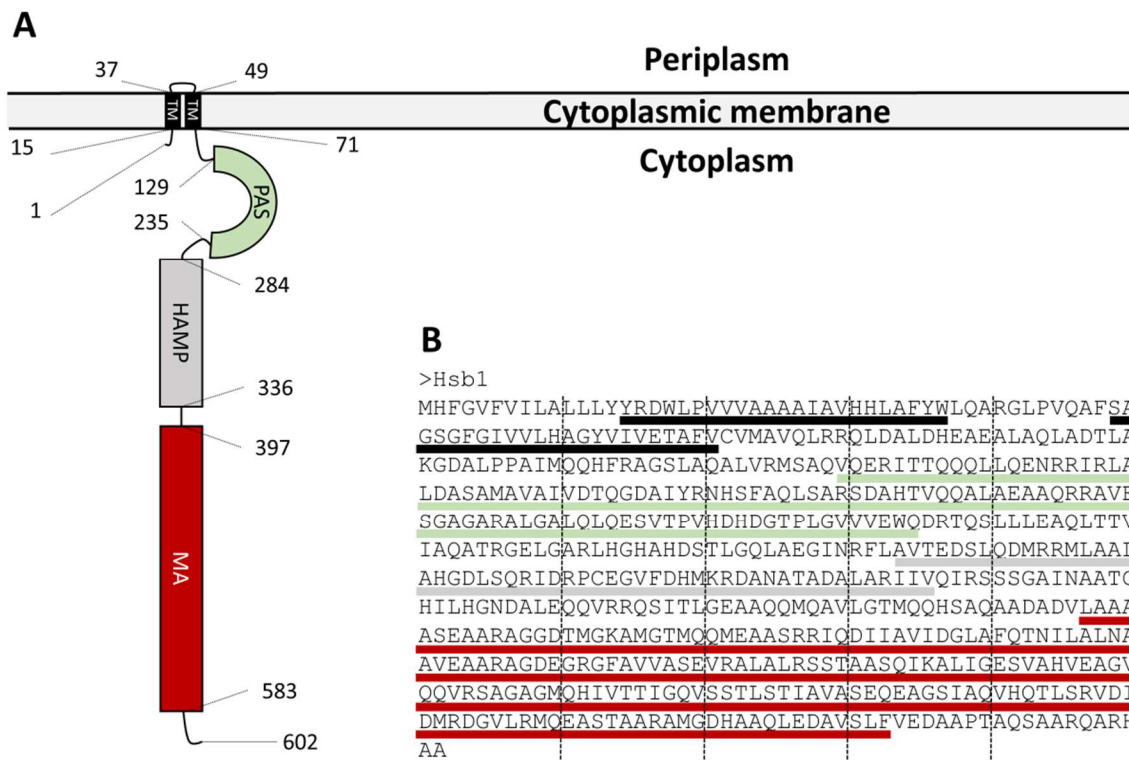 A
37
49
Periplasm
TM
TM
Cytoplasmic membrane
15
71
Cytoplasm
129
PAS
1
235
284
HAMP
336
397
MA
583
602
B
>Hsb1
MHFGVFVILALLLYYRDWLPVVVAAAAIAVHHLAFYWLQARGLPVQAFSA
GSGFGIVVLHAGYVIVETAFVCVMAVQLRRQLDALDHEAEALAQLADTLA
KGDALPPAIMQQHFRAGSLAQALVRMSAQVQERITTQQQLLQENRRIRLA
LDASAMAVAIVDTQGDAIYRNHSFAQLSARSDAHTVQQALAEAAQRRAVE
SGAGARALGALQLQESVTPVHDHDGTPLGVVVEWQDRTQSLLLEAQLTTV
IAQATRGELGARLHGHAHDSTLGQLAEGINRFLAVTEDSLQDMRRMLAAI
AHGDLSQRIDRPCEGVFDHMKRDANATADALARIIVQIRSSSGAINAATG
HILHGNDALEQQVRRQSITLGEAAQQMQAVLGTMQQHSAQAADADVLAAA
ASEAARAGGDTMGKAMGTMQQMEAASRRIQDIIAVIDGLAFQTNILALNA
AVEAARAGDEGRGFAVVASEVRALALRSSTAASQIKALIGESVAHVEAGV
QQVRSAGAGMQHIVTTIGQVSSTLSTIAVASEQEAGSIAQVHQTLSRVDI
DMRDGVLRMQEASTAARAMGDHAAQLEDAVSLFVEDAAPTAQSAARQARH
AA